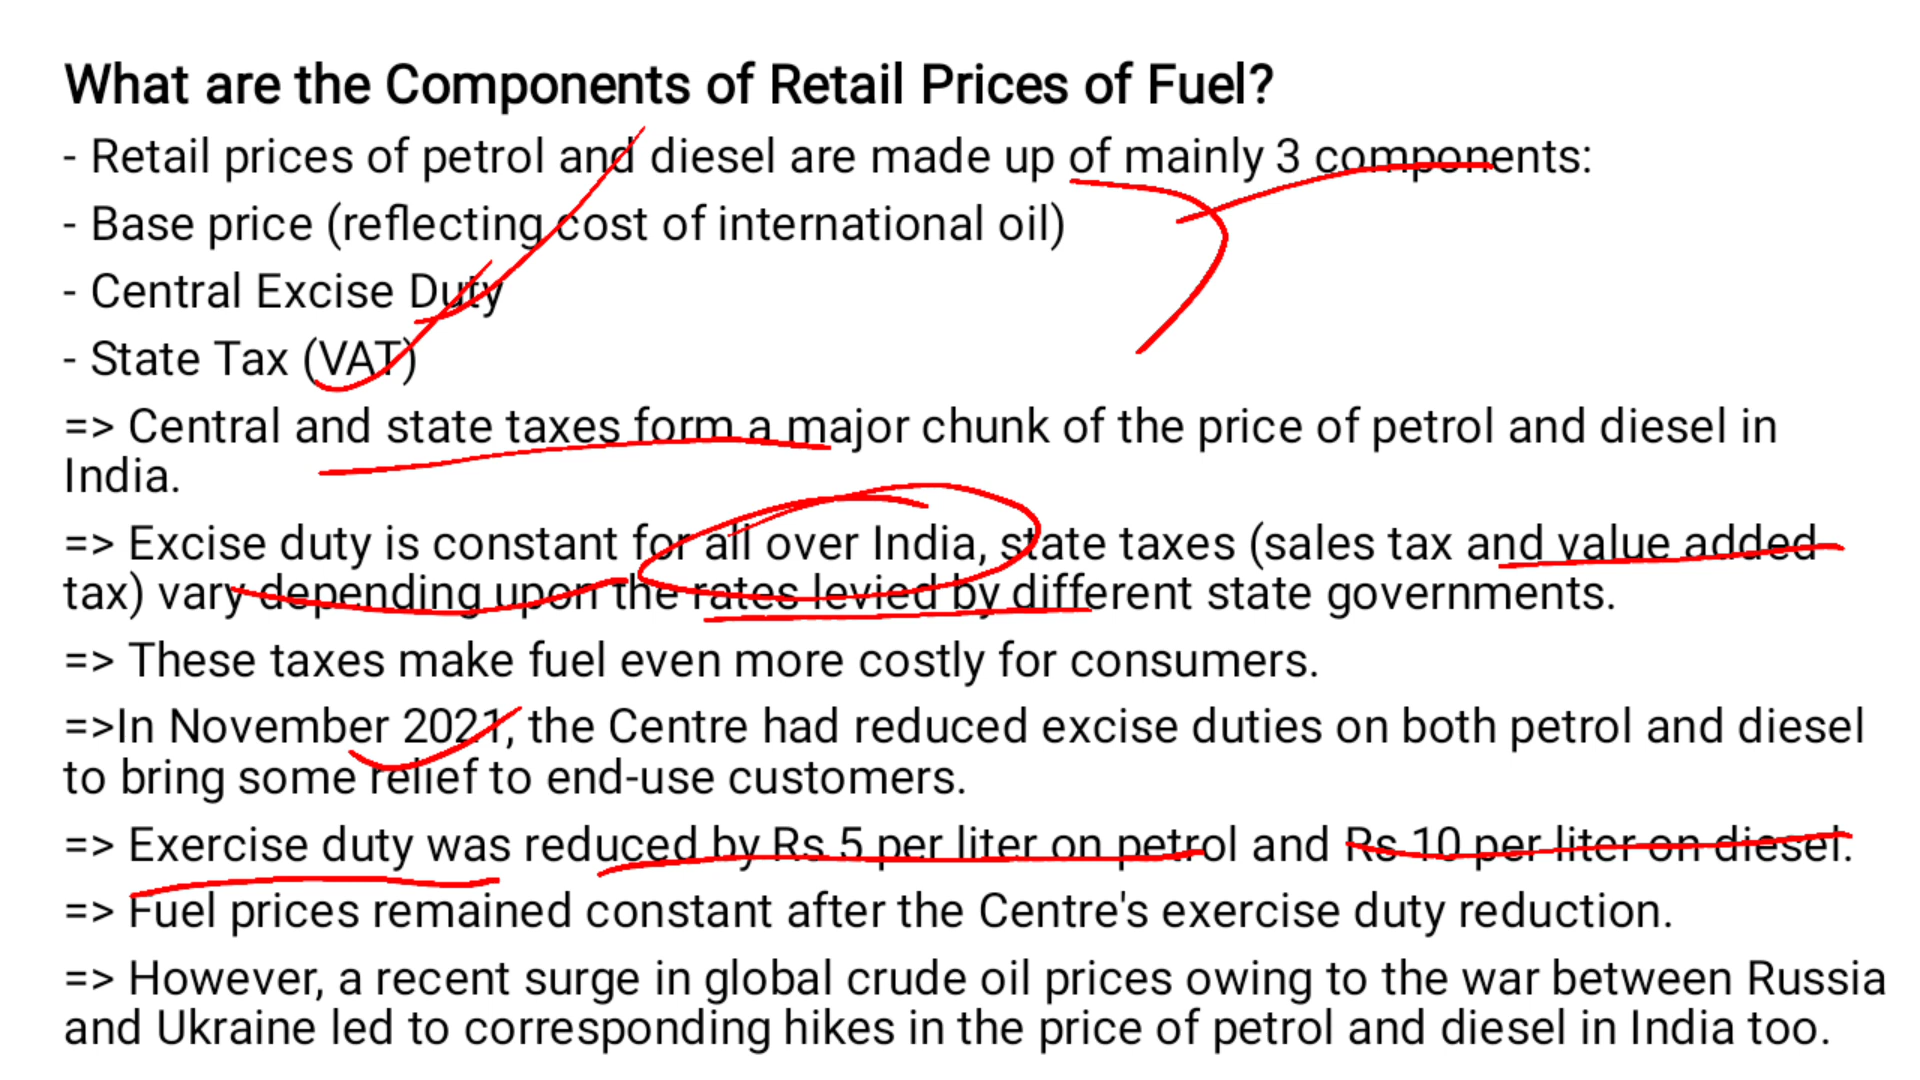 What are the Components of Retail Prices of Fuel?
- Retail prices of petrol and diesel are made up of mainly 3 components:
- Base price (reflecting cost of international oil)
- Central Excise Duty
- State Tax (VAT)
=> Central and state taxes form a major chunk of the price of petrol and diesel in
India.
=> Excise duty is constant for all over India, state taxes (sales tax and value added
tax) vary depending upon the rates levied by different state governments.
=> These taxes make fuel even more costly for consumers.
=>In November 2021, the Centre had reduced excise duties on both petrol and diesel
to bring some relief to end-use customers.
=> Exercise duty was reduced by Rs 5 per liter on petrol and Rs 10 per liter on diesel.
=> Fuel prices remained constant after the Centre's exercise duty reduction.
=> However, a recent surge in global crude oil prices owing to the war between Russia
and Ukraine led to corresponding hikes in the price of petrol and diesel in India too.